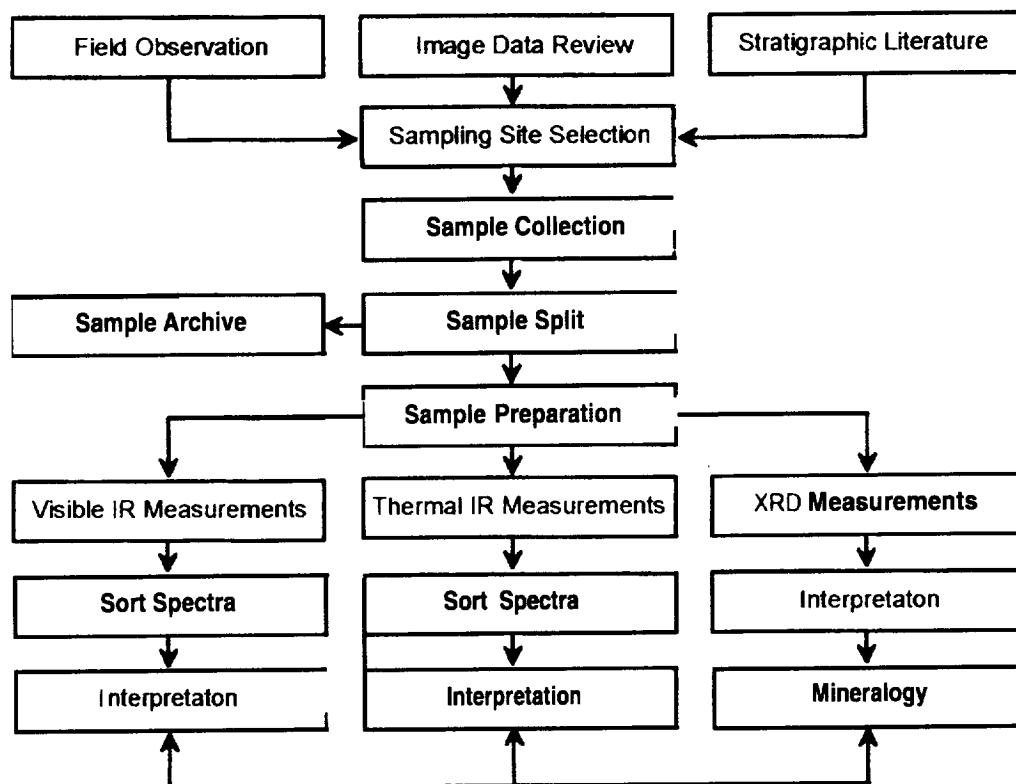 Field Observation
Image Data Review
Stratigraphic Literature
Sampling Site Selection
Sample Collection
Sample Archive
Sample Split
Sample Preparation
Visible IR Measurements
Thermal IR Measurements
XRD Measurements
Sort Spectra
Sort Spectra
Interpretaton
Interpretaton
Interpretation
Mineralogy